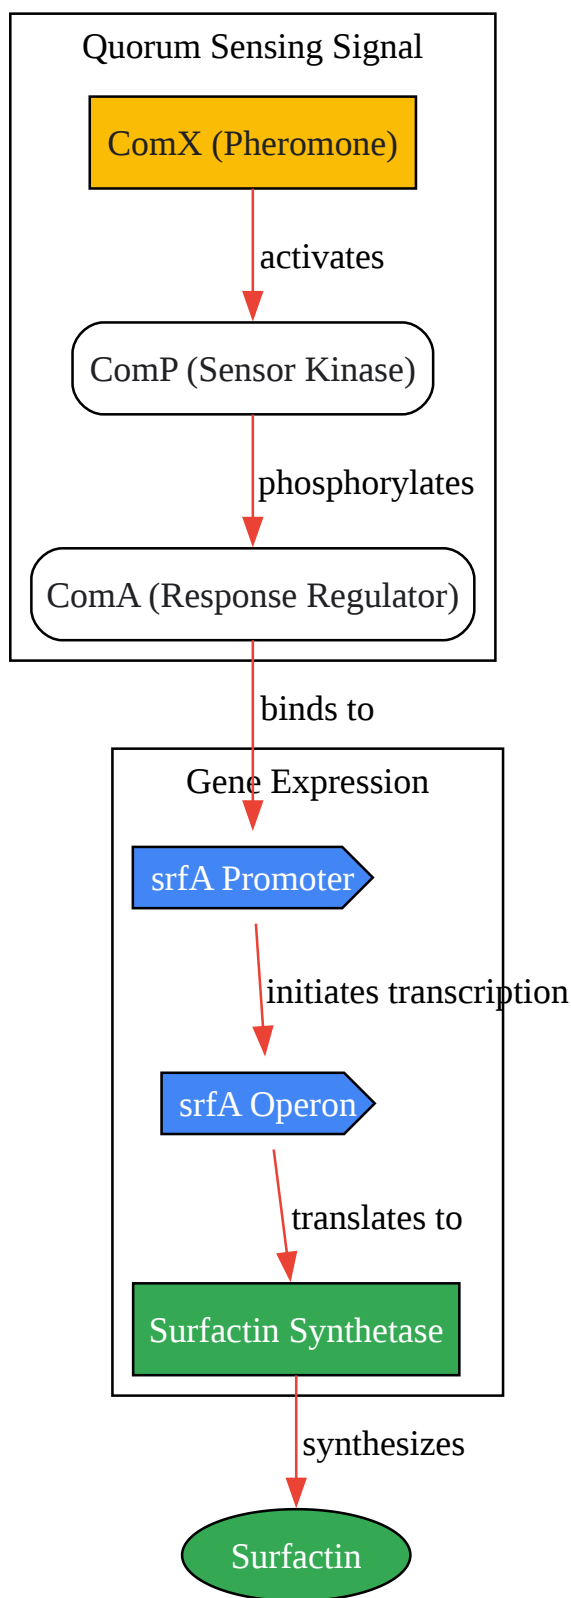 Quorum Sensing Signal
ComX (Pheromone)
activates
ComP (Sensor Kinase)
phosphorylates
ComA (Response Regulator)
binds to
Gene Expression
srfA Promoter
initiates transcription
srfA Operon
translates to
Surfactin Synthetase
synthesizes
Surfactin